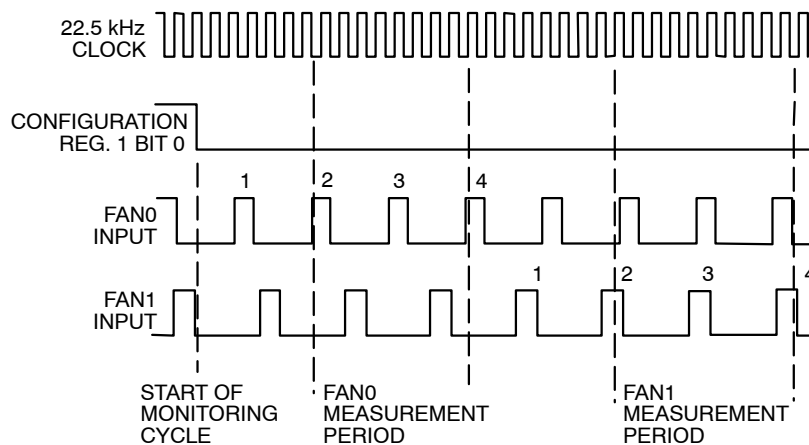 22.5 kHz
CLOCK
CONFIGURATION
REG. 1 BIT 0
1 2 3 4
FAN0
INPUT
1 2 3 4
FAN1
INPUT
START OF
MONITORING
CYCLE
FAN0
MEASUREMENT
PERIOD
FAN1
MEASUREMENT
PERIOD